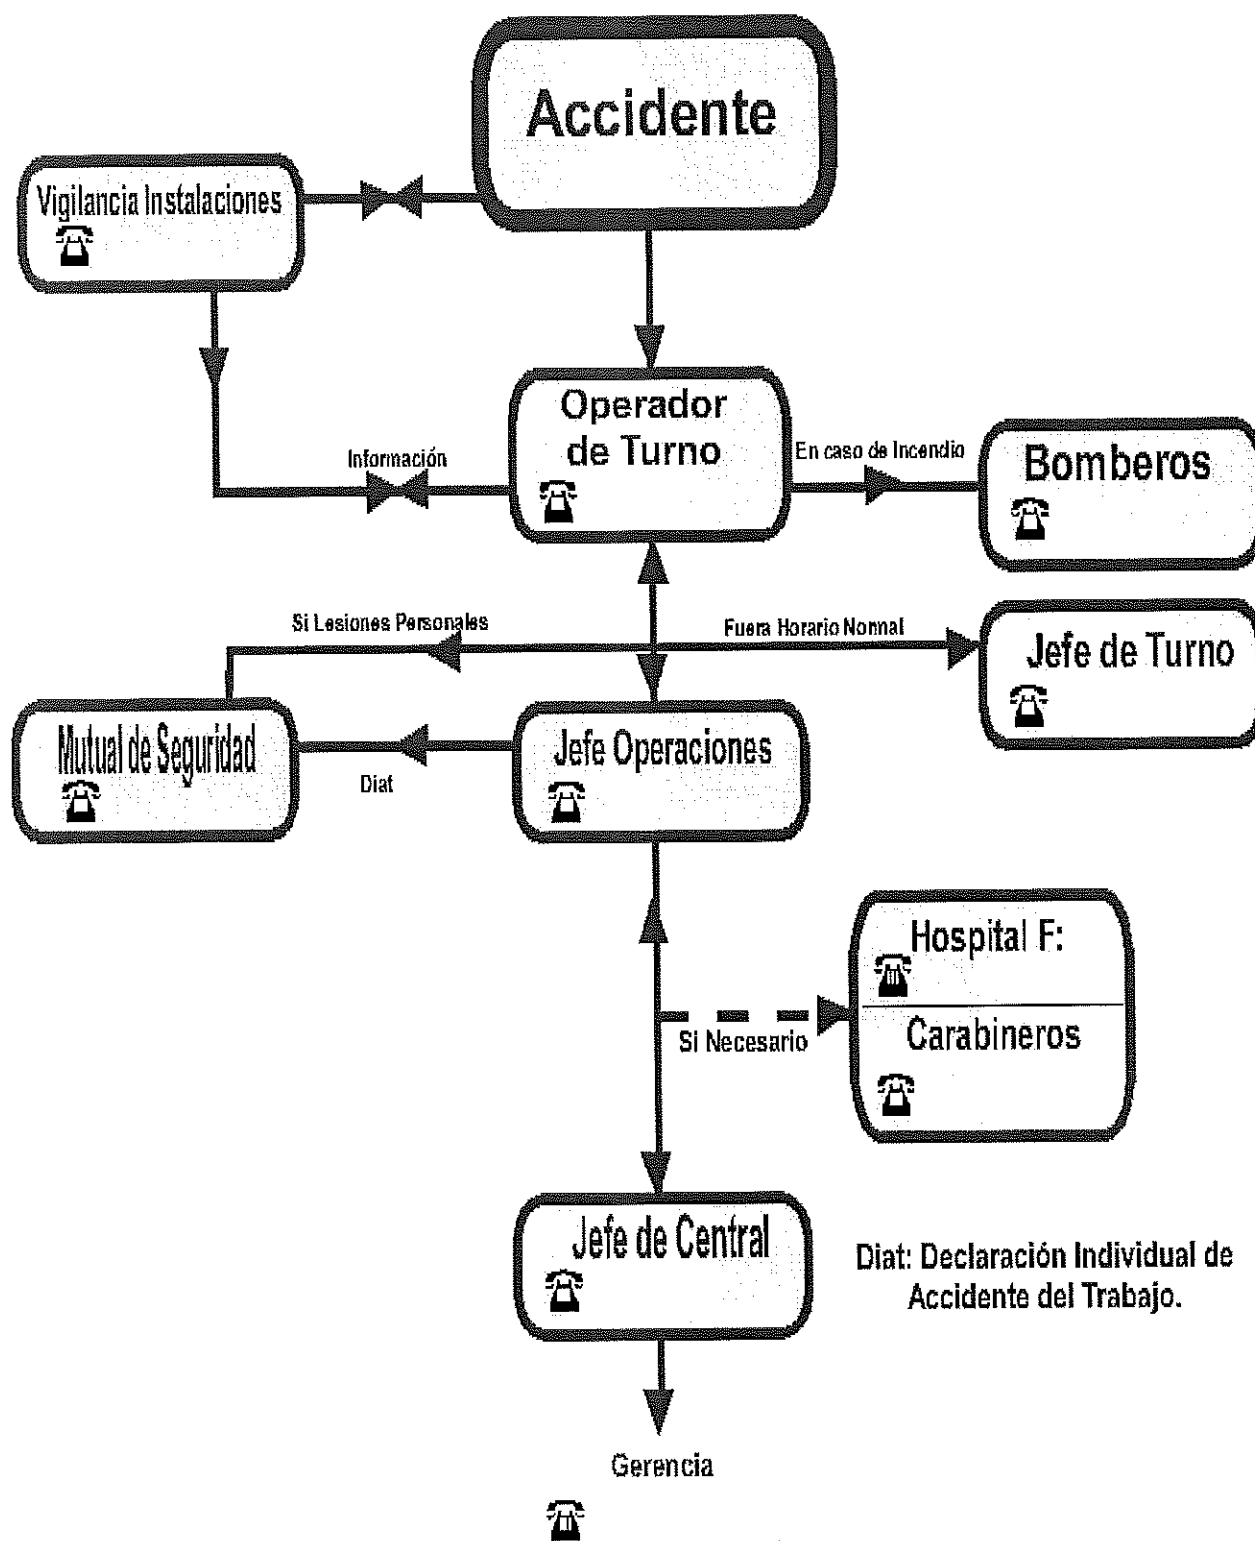 Accidente
Vigilancia Instalaciones
Operador
de Turno
Información
En caso de Incendio
Bomberos
Si Lesiones Personales
Fuera Horario Normal
Jefe de Turno
Mutual de Seguridad
Diat
Jefe Operaciones
Hospital F:
Carabineros
Si Necesario
Jefe de Central
Diat: Declaración Individual de
Accidente del Trabajo.
Gerencia